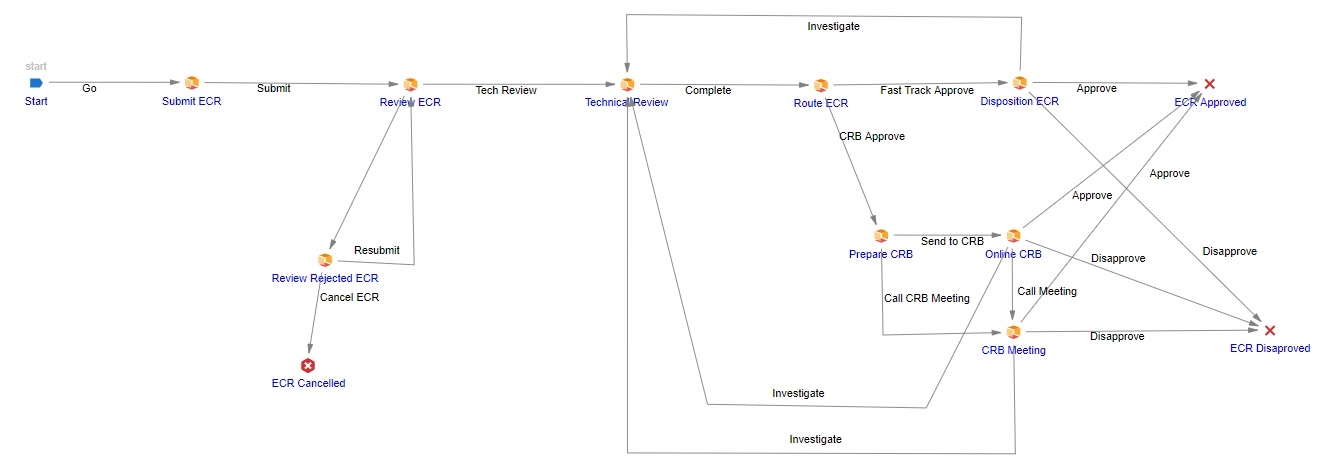 Investigate
start
Go
Submit
Tech Review
Complete
Fast Track Approve
Approve
Start
Submit ECR
Review ECR
Technical Review
Route ECR
Disposition ECR
ECR Approved
CRB Approve
Approve
Approve
Send to CRB
Resubmit
Prepare CRB
Online CRB
Disapprove
Disapprove
Review Rejected ECR
Cancel ECR
Call CRB Meeting
Call Meeting
Disapprove
CRB Meeting
ECR Disaproved
ECR Cancelled
Investigate
Investigate